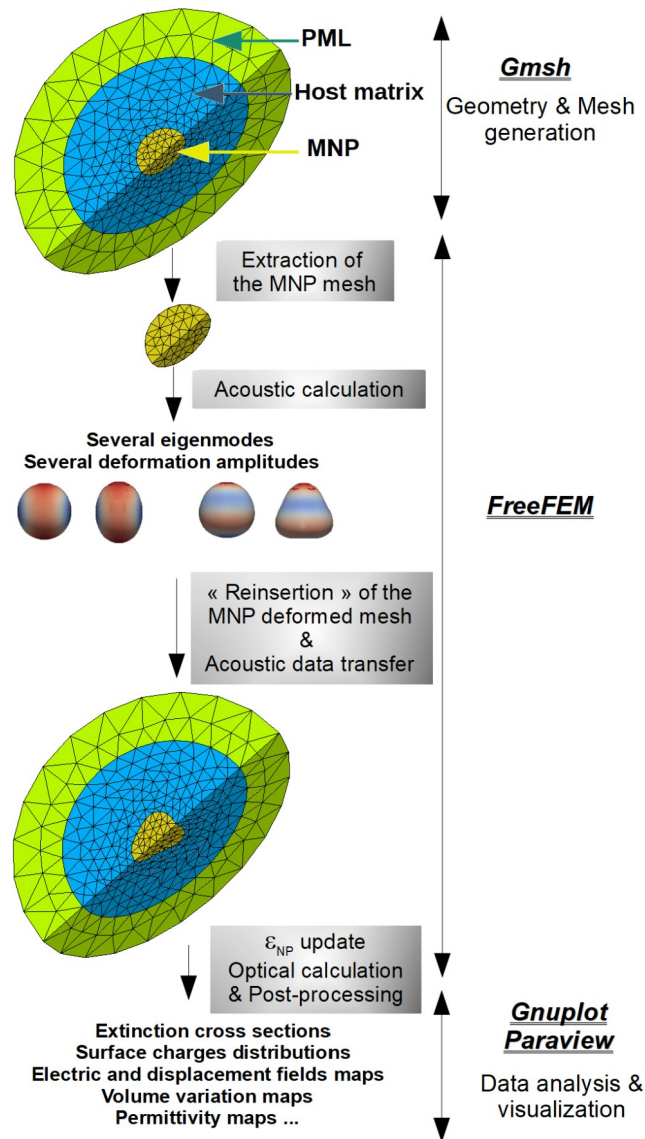 PML
Host matrix
MNP
Gmsh
Geometry & Mesh
generation
Extraction of
the MNP mesh
Acoustic calculation
Several eigenmodes
Several deformation amplitudes
FreeFEM
« Reinsertion » of the
MNP deformed mesh
&
Acoustic data transfer
εNP update
Optical calculation
& Post-processing
Extinction cross sections
Surface charges distributions
Electric and displacement fields maps
Volume variation maps
Permittivity maps ...
Gnuplot
Paraview
Data analysis &
visualization